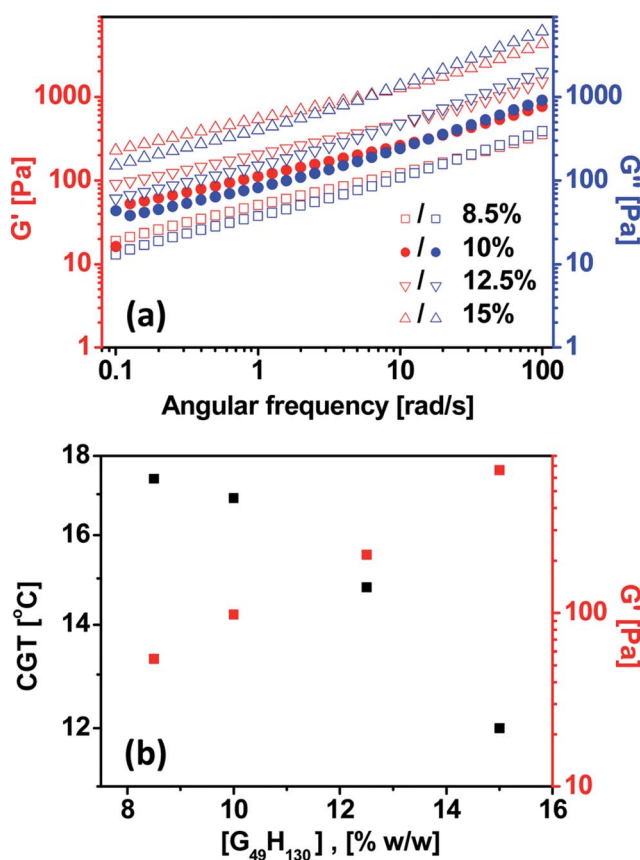 1000
100
10
1
G' [Pa]
1000
100
10
1
G'' [Pa]
/ 8.5%
/ 10%
/ 12.5%
/ 15%
(a)
0.1 1 10 100
Angular frequency [rad/s]
18
16
14
12
CGT [°C]
100
10
G' [Pa]
(b)
8 10 12 14 16
[G49H130] , [% w/w]